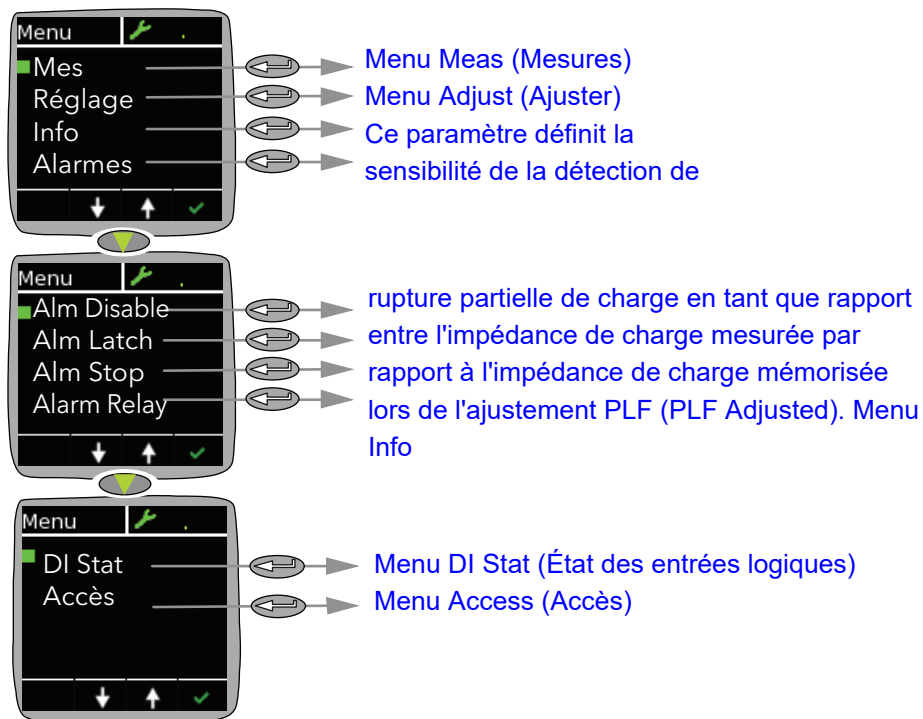 Menu
Mes
Menu Meas (Mesures)
Réglage
Menu Adjust (Ajuster)
Info
Ce paramètre définit la
Alarmes
sensibilité de la détection de
Menu
Alm Disable
rupture partielle de charge en tant que rapport
Alm Latch
entre l'impédance de charge mesurée par
Alm Stop
rapport à l'impédance de charge mémorisée
Alarm Relay
lors de l'ajustement PLF (PLF Adjusted). Menu
Info
Menu
DI Stat
Menu DI Stat (État des entrées logiques)
Accès
Menu Access (Accès)